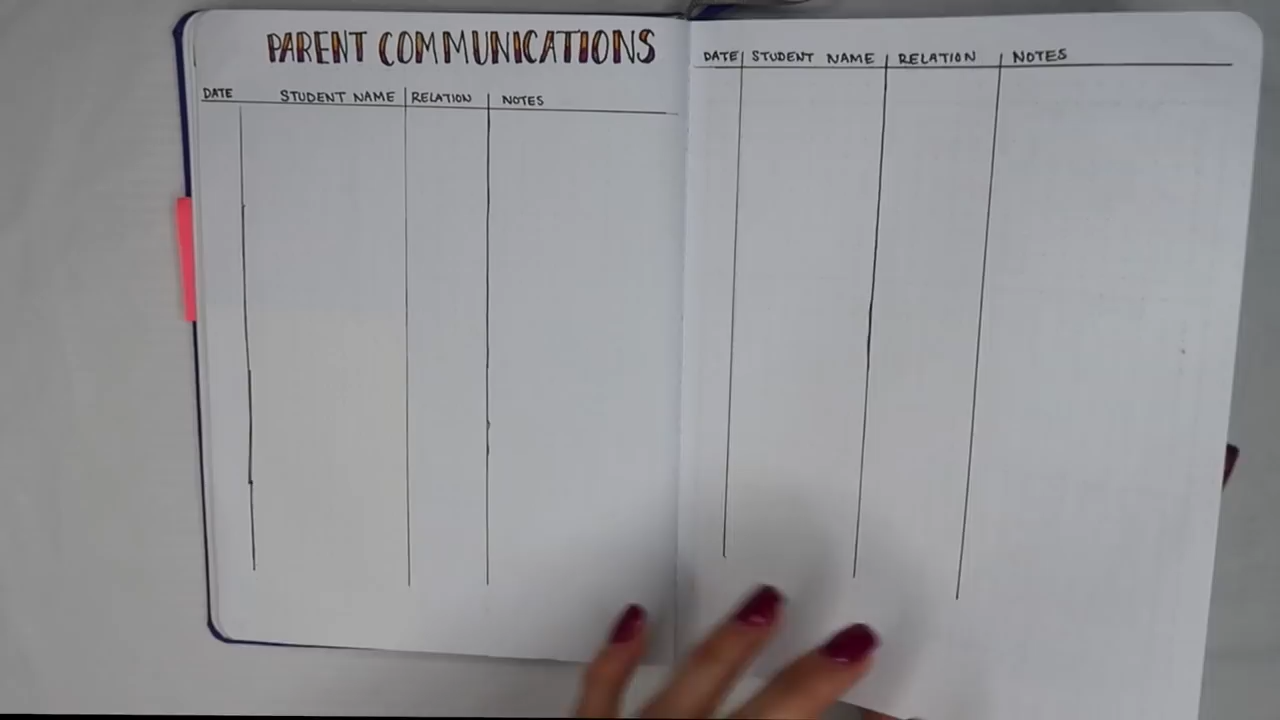 PARENT COMMUNICATIONS
DATE STUDENT NAME RELATION NOTES
DATE STUDENT NAME RELATION NOTES